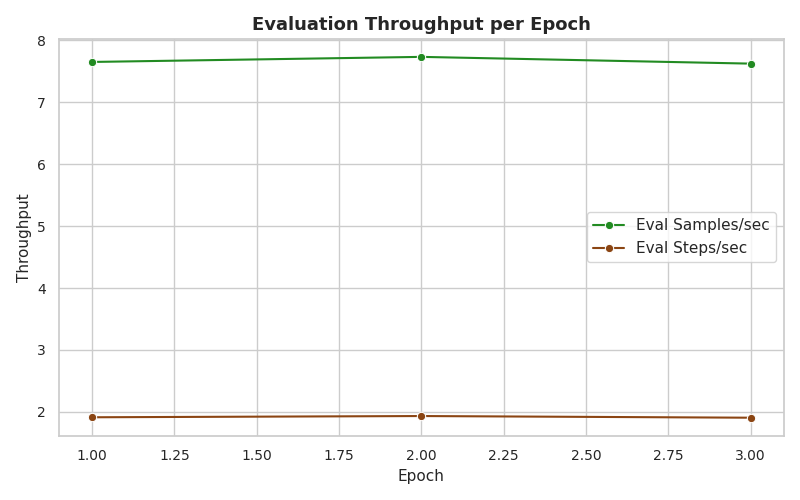 Evaluation Throughput per Epoch
8
7
6
5
4
3
2
Throughput
Eval Samples/sec
Eval Steps/sec
1.00 1.25 1.50 1.75 2.00 2.25 2.50 2.75 3.00
Epoch